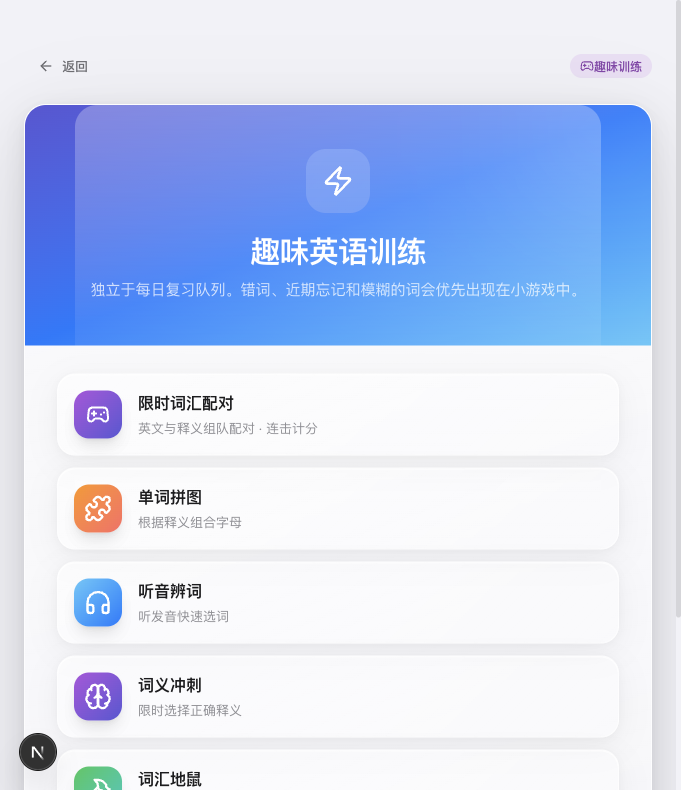 返回
趣味训练
趣味英语训练
独立于每日复习队列。错词、近期忘记和模糊的词会优先出现在小游戏中。
限时词汇配对
英文与释义组队配对 · 连击计分
单词拼图
根据释义组合字母
听音辨词
听发音快速选词
词义冲刺
限时选择正确释义
N
词汇地鼠